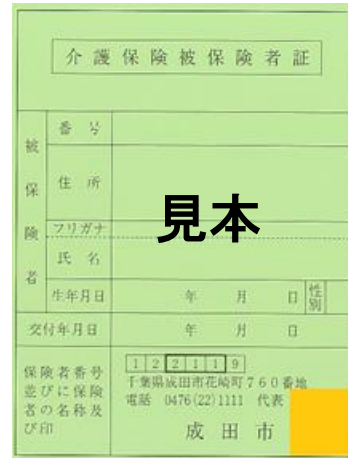 介護保険被保険者証
被保険者
番号
住所
見本
フリガナ
氏名
生年月日 年 月 日 性別
交付年月日 年 月 日
保険者番号
並びに保険
者の名称及
び印
122119
千葉県成田市花崎町760番地
電話 0476(22)1111 代表
成田市